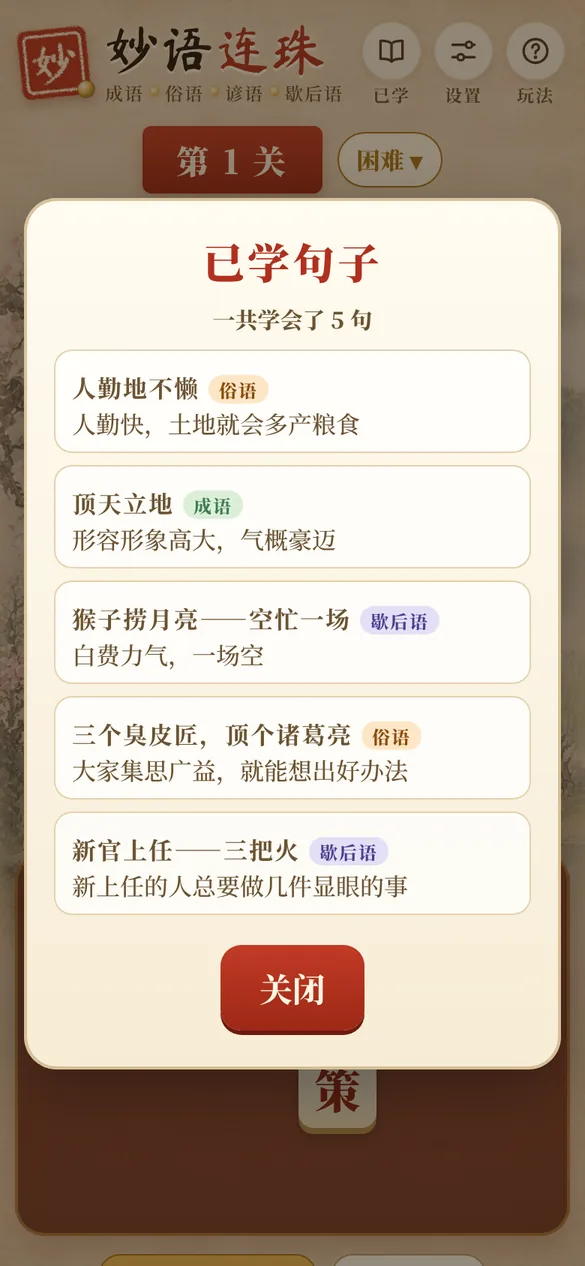 妙
妙语连珠
成语 俗语 谚语 歇后语
已学
设置
玩法
第 1 关
困难▼
已学句子
一共学会了 5 句
人勤地不懒 俗语
人勤快，土地就会多产粮食
顶天立地 成语
形容形象高大，气概豪迈
猴子捞月亮——空忙一场 歇后语
白费力气，一场空
三个臭皮匠，顶个诸葛亮 俗语
大家集思广益，就能想出好办法
新官上任——三把火 歇后语
新上任的人总要做几件显眼的事
关闭
策